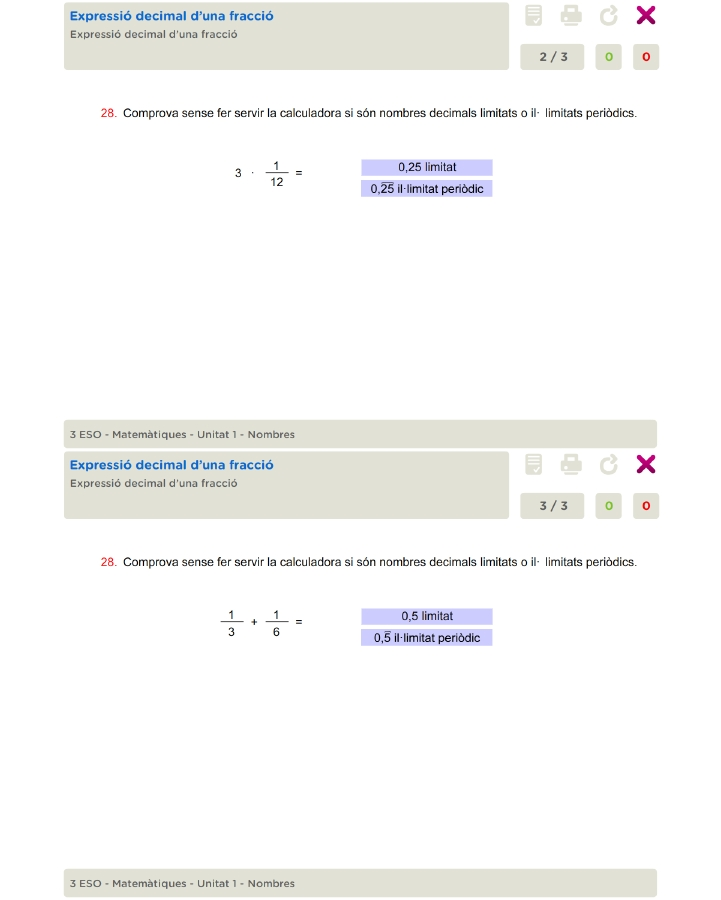 Expressió decimal d'una fracció
Expressió decimal d'una fracció
2 / 3
0
0
28. Comprova sense fer servir la calculadora si són nombres decimals limitats o il· limitats periòdics.
3 · 1/12 =
0,25 limitat
0,2̅5̅ il·limitat periòdic
3 ESO - Matemàtiques - Unitat 1 - Nombres
Expressió decimal d'una fracció
Expressió decimal d'una fracció
3 / 3
0
0
28. Comprova sense fer servir la calculadora si són nombres decimals limitats o il· limitats periòdics.
1/3 + 1/6 =
0,5 limitat
0,5̅ il·limitat periòdic
3 ESO - Matemàtiques - Unitat 1 - Nombres